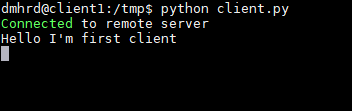 dmhrd@client1:/tmp$ python client.py
Connected to remote server
Hello I'm first client